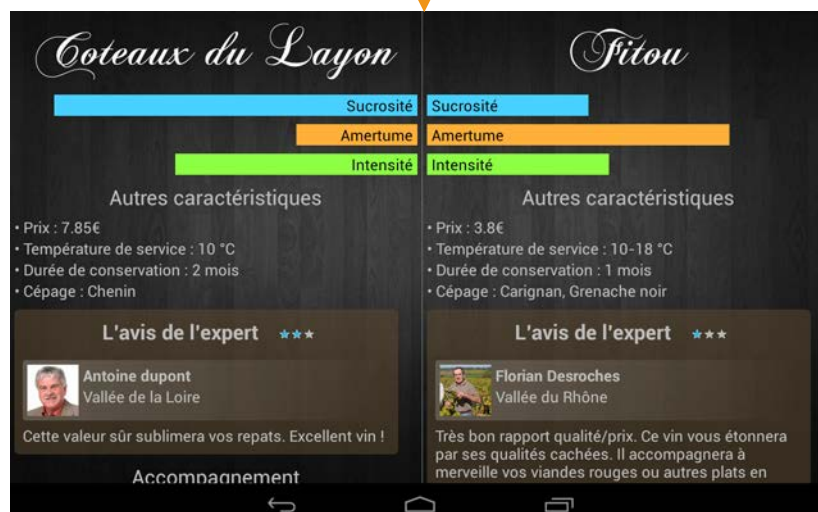 Coteaux du Layon
Sucrosité
Amertume
Intensité
Autres caractéristiques
• Prix : 7.85€
• Température de service : 10 °C
• Durée de conservation : 2 mois
• Cépage : Chenin
L'avis de l'expert
Antoine dupont
Vallée de la Loire
Cette valeur sûr sublimera vos repats. Excellent vin !
Accompagnement
Fitou
Sucrosité
Amertume
Intensité
Autres caractéristiques
• Prix : 3.8€
• Température de service : 10-18 °C
• Durée de conservation : 1 mois
• Cépage : Carignan, Grenache noir
L'avis de l'expert
Florian Desroches
Vallée du Rhône
Très bon rapport qualité/prix. Ce vin vous étonnera
par ses qualités cachées. Il accompagnera à
merveille vos viandes rouges ou autres plats en